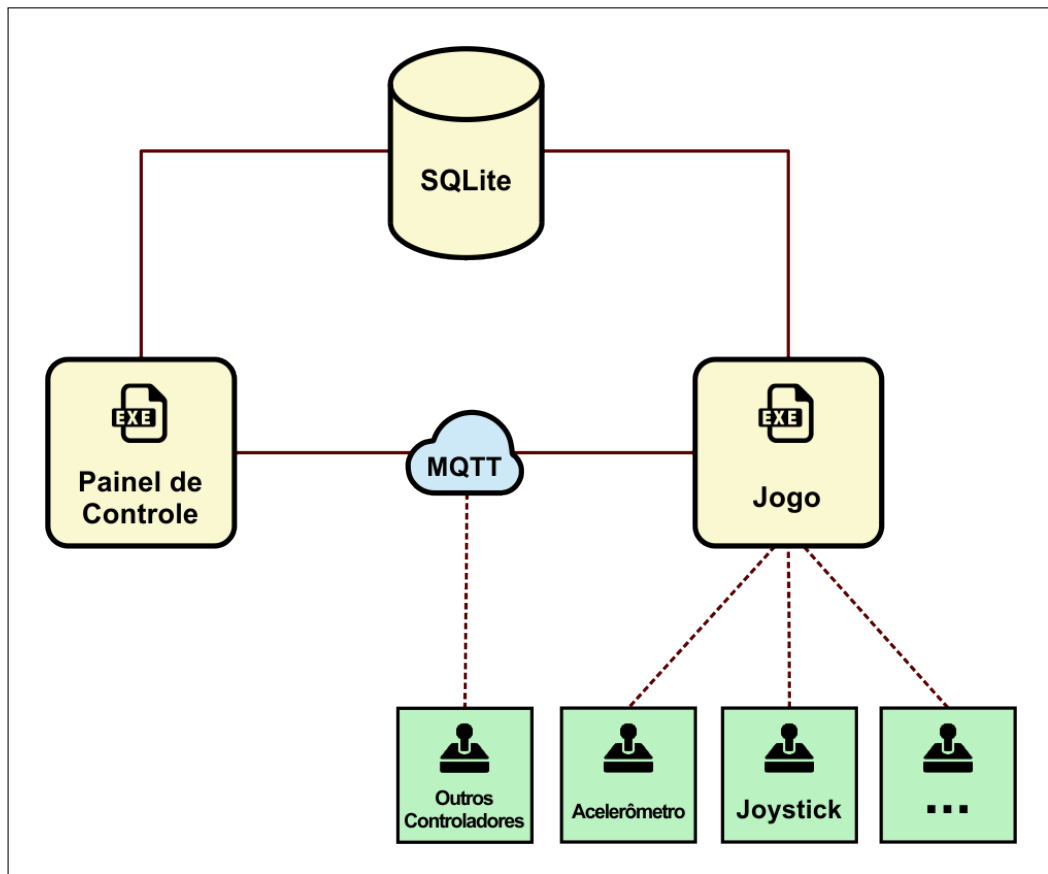 SQLite
EXE
Painel de
Controle
MQTT
EXE
Jogo
Outros
Controladores
Acelerômetro
Joystick
...